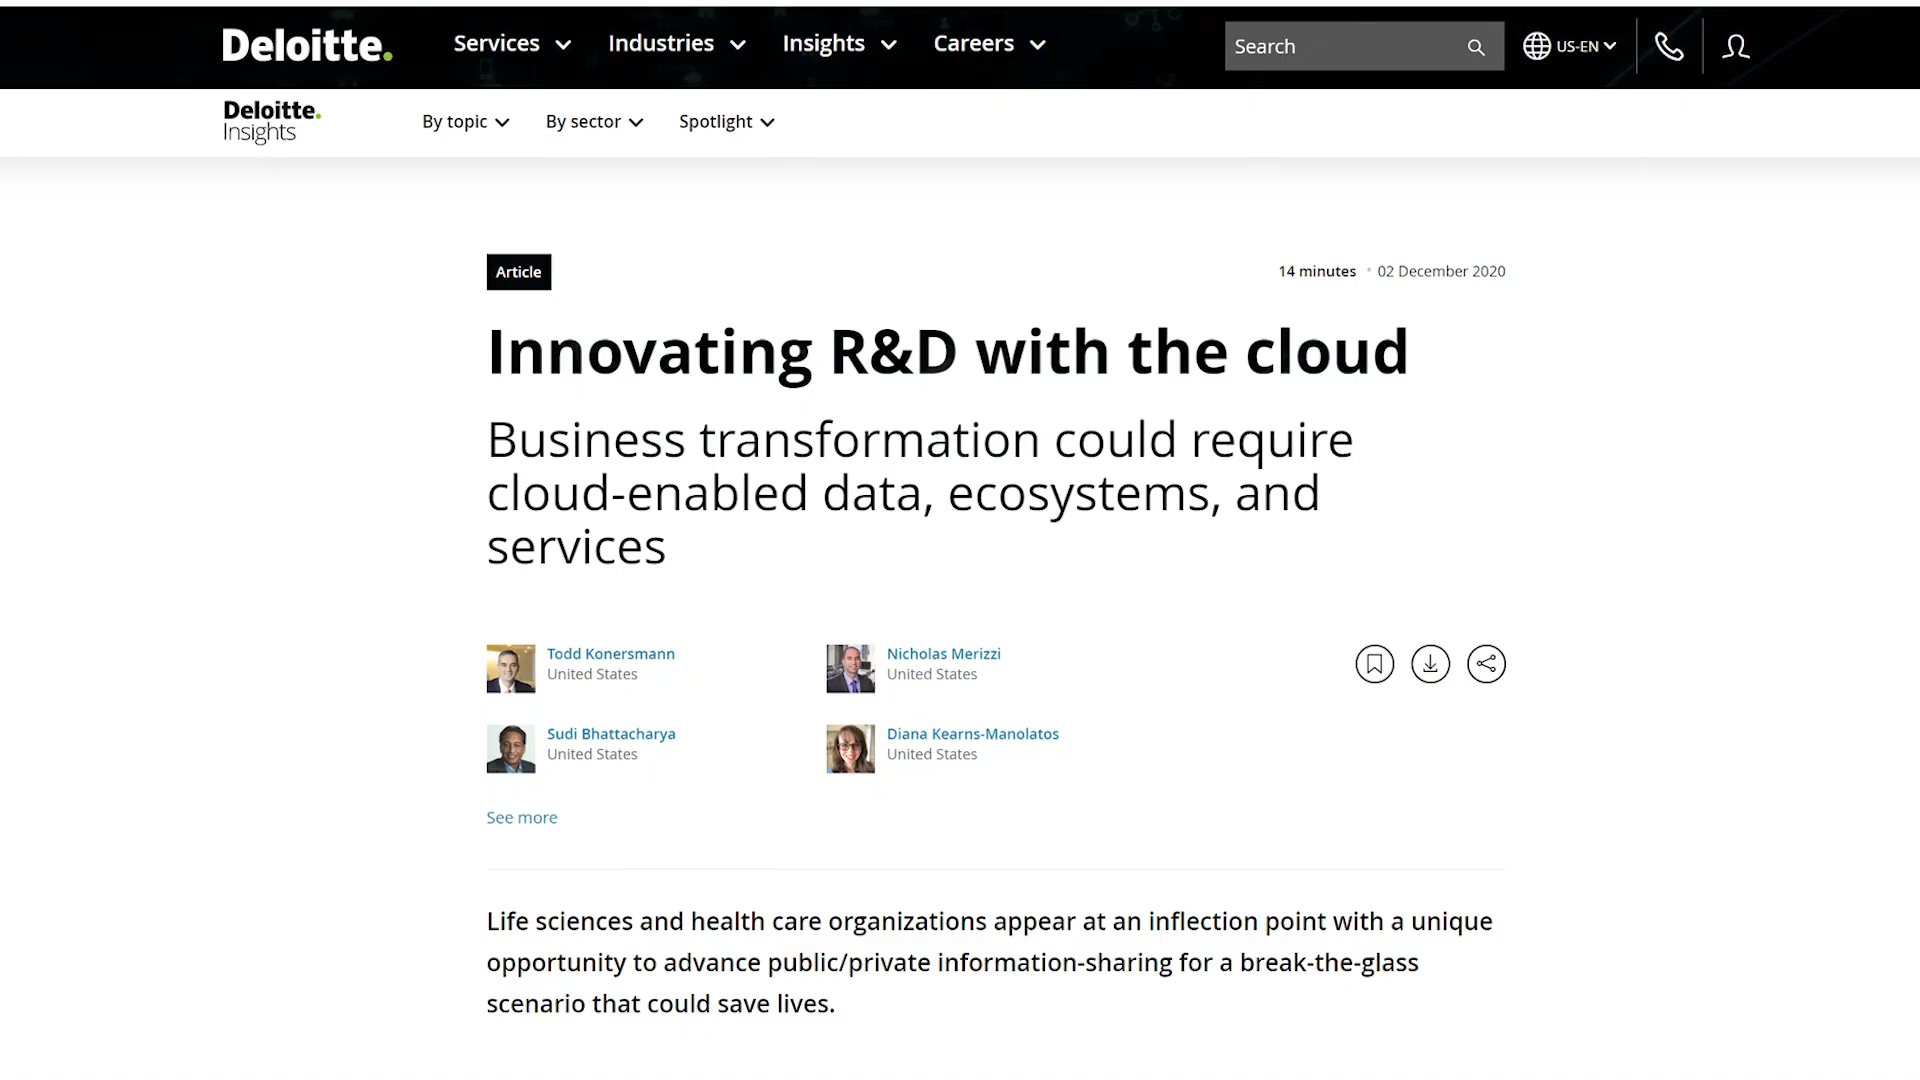 Deloitte.
Services
Industries
Insights
Careers
Search
US-EN
Deloitte.
Insights
By topic
By sector
Spotlight
Article
14 minutes • 02 December 2020
Innovating R&D with the cloud
Business transformation could require
cloud-enabled data, ecosystems, and
services
Todd Konersmann
United States
Nicholas Merizzi
United States
Sudi Bhattacharya
United States
Diana Kearns-Manolatos
United States
See more
Life sciences and health care organizations appear at an inflection point with a unique
opportunity to advance public/private information-sharing for a break-the-glass
scenario that could save lives.